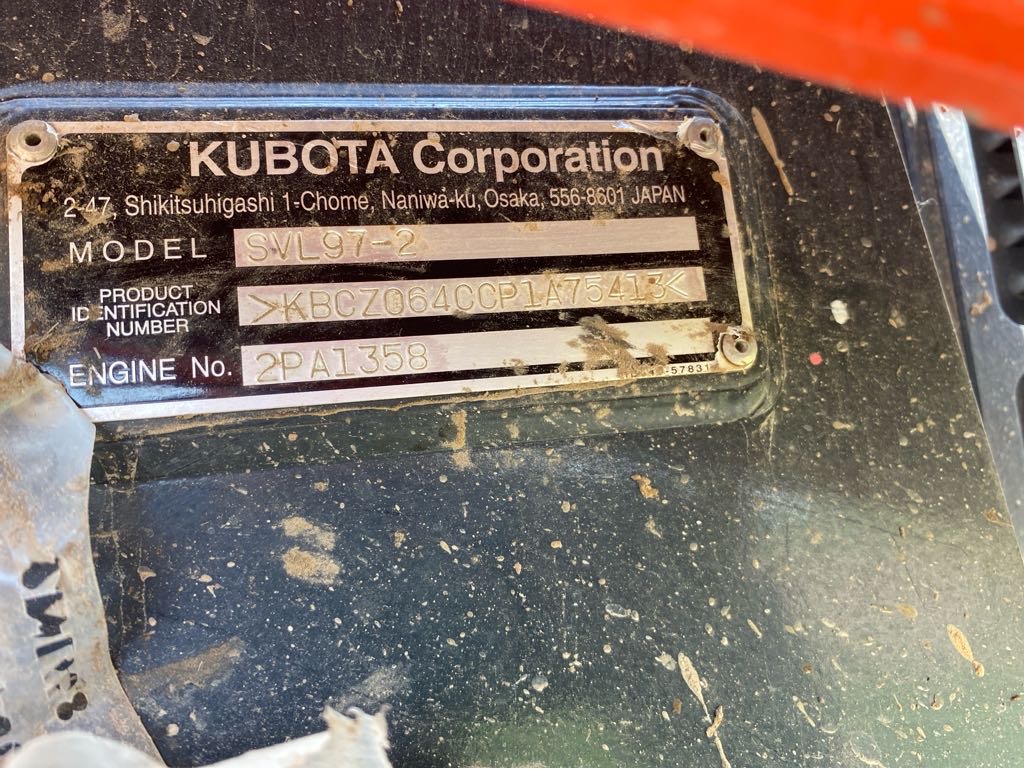 KUBOTA Corporation
2-47, Shikitsuhigashi 1-Chome, Naniwa-ku, Osaka, 556-8601 JAPAN
MODEL SVL97-2
PRODUCT
IDENTIFICATION
NUMBER
>KBCZ064CCP1A75413<
ENGINE No. 2PA1358
-57831